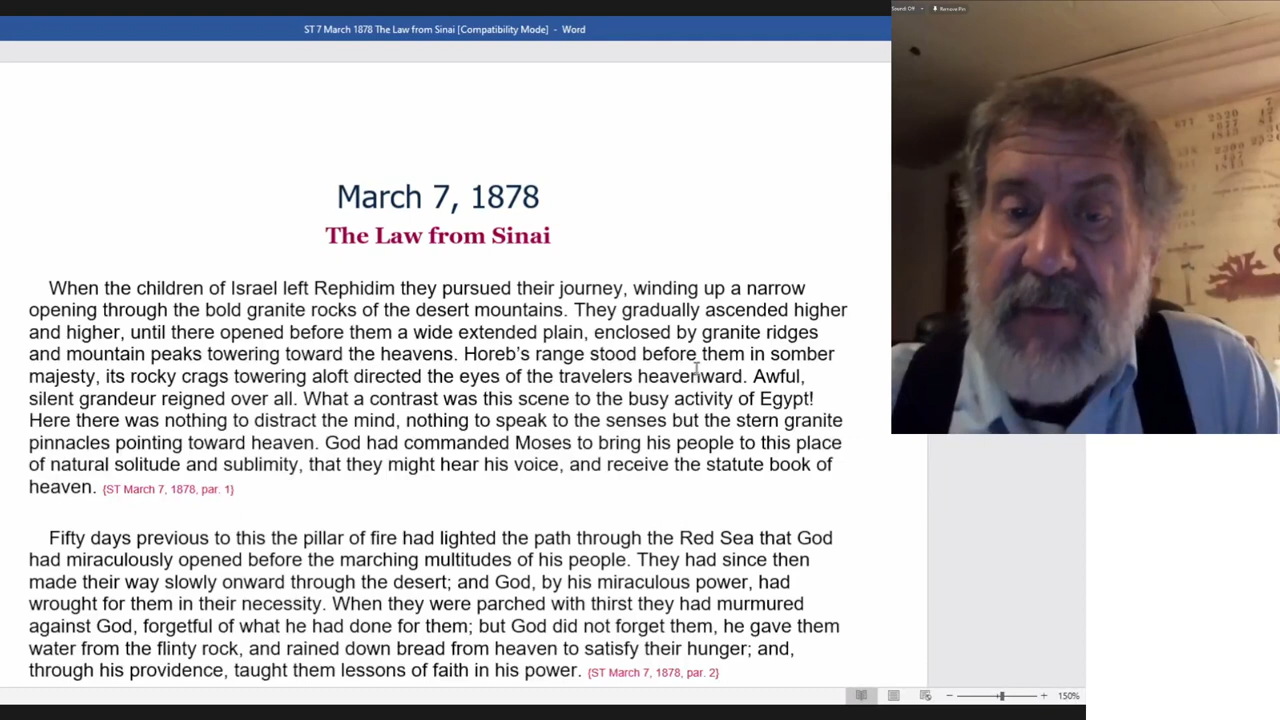 ST 7 March 1878 The Law from Sinai [Compatibility Mode] - Word
Sound: Off
Remove Pin
March 7, 1878
The Law from Sinai
When the children of Israel left Rephidim they pursued their journey, winding up a narrow
opening through the bold granite rocks of the desert mountains. They gradually ascended higher
and higher, until there opened before them a wide extended plain, enclosed by granite ridges
and mountain peaks towering toward the heavens. Horeb's range stood before them in somber
majesty, its rocky crags towering aloft directed the eyes of the travelers heavenward. Awful,
silent grandeur reigned over all. What a contrast was this scene to the busy activity of Egypt!
Here there was nothing to distract the mind, nothing to speak to the senses but the stern granite
pinnacles pointing toward heaven. God had commanded Moses to bring his people to this place
of natural solitude and sublimity, that they might hear his voice, and receive the statute book of
heaven. {ST March 7, 1878, par. 1}
Fifty days previous to this the pillar of fire had lighted the path through the Red Sea that God
had miraculously opened before the marching multitudes of his people. They had since then
made their way slowly onward through the desert; and God, by his miraculous power, had
wrought for them in their necessity. When they were parched with thirst they had murmured
against God, forgetful of what he had done for them; but God did not forget them, he gave them
water from the flinty rock, and rained down bread from heaven to satisfy their hunger; and,
through his providence, taught them lessons of faith in his power. {ST March 7, 1878, par. 2}
677
2520
677
1843
2300
457
1843
150%